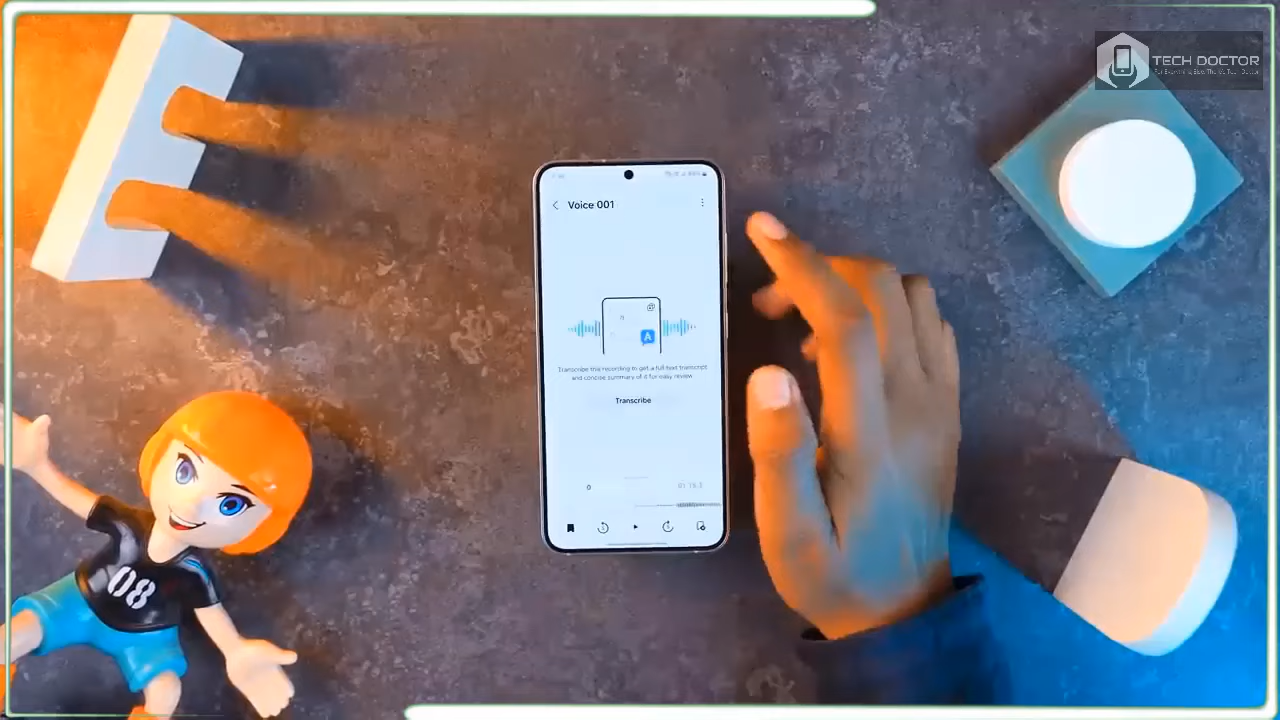 TECH DOCTOR
Voice 001
A
Transcribe this recording to get a full text transcript
and concise summary of it for easy review.
Transcribe
0
08